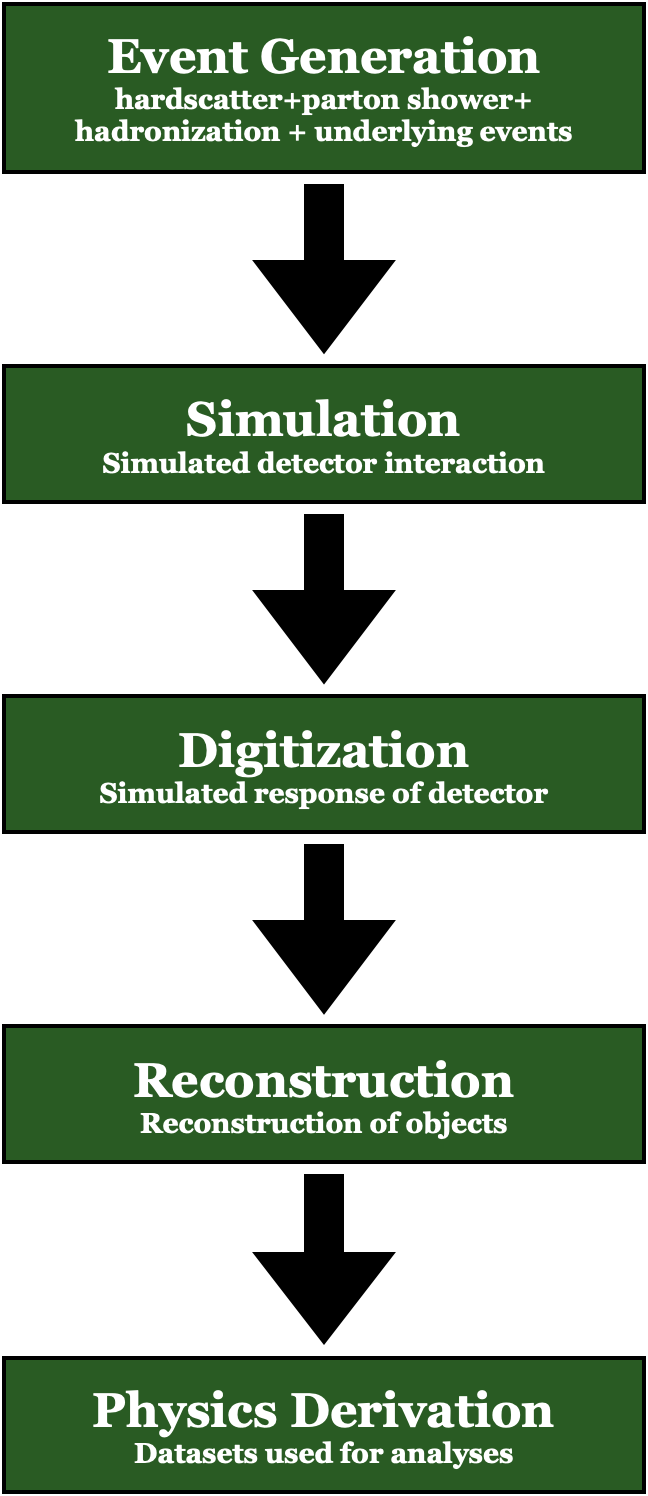 Event Generation
hardscatter+parton shower+
hadronization + underlying events
Simulation
Simulated detector interaction
Digitization
Simulated response of detector
Reconstruction
Reconstruction of objects
Physics Derivation
Datasets used for analyses